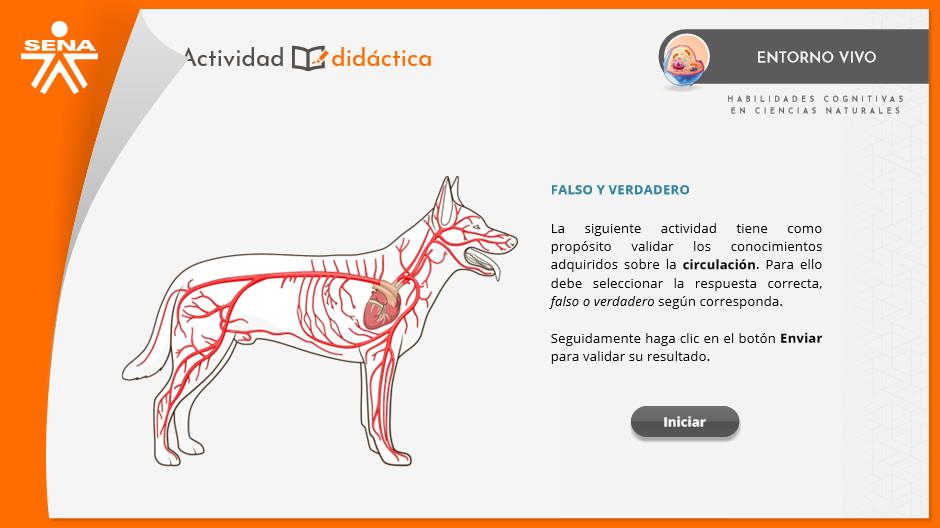 SENA
Actividad didáctica
ENTORNO VIVO
HABILIDADES COGNITIVAS
EN CIENCIAS NATURALES
FALSO Y VERDADERO
La siguiente actividad tiene como
propósito validar los conocimientos
adquiridos sobre la circulación. Para ello
debe seleccionar la respuesta correcta,
falso o verdadero según corresponda.
Seguidamente haga clic en el botón Enviar
para validar su resultado.
Iniciar